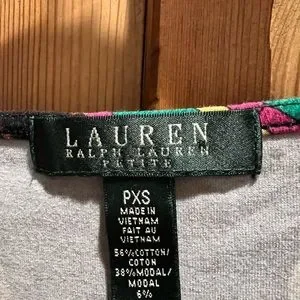 LAUREN
RALPH LAUREN
PETITE
PXS
MADE IN
VIETNAM
FAIT AU
VIETNAM
56%COTTON/
COTON
38%MODAL/
MODAL
6%